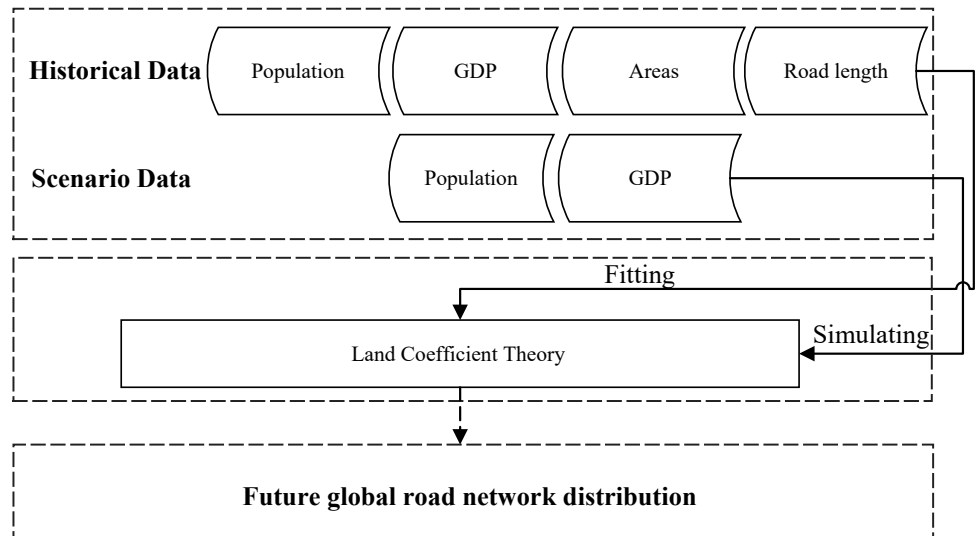 Historical Data Population GDP Areas Road length
Scenario Data Population GDP
Fitting
Simulating
Land Coefficient Theory
Future global road network distribution